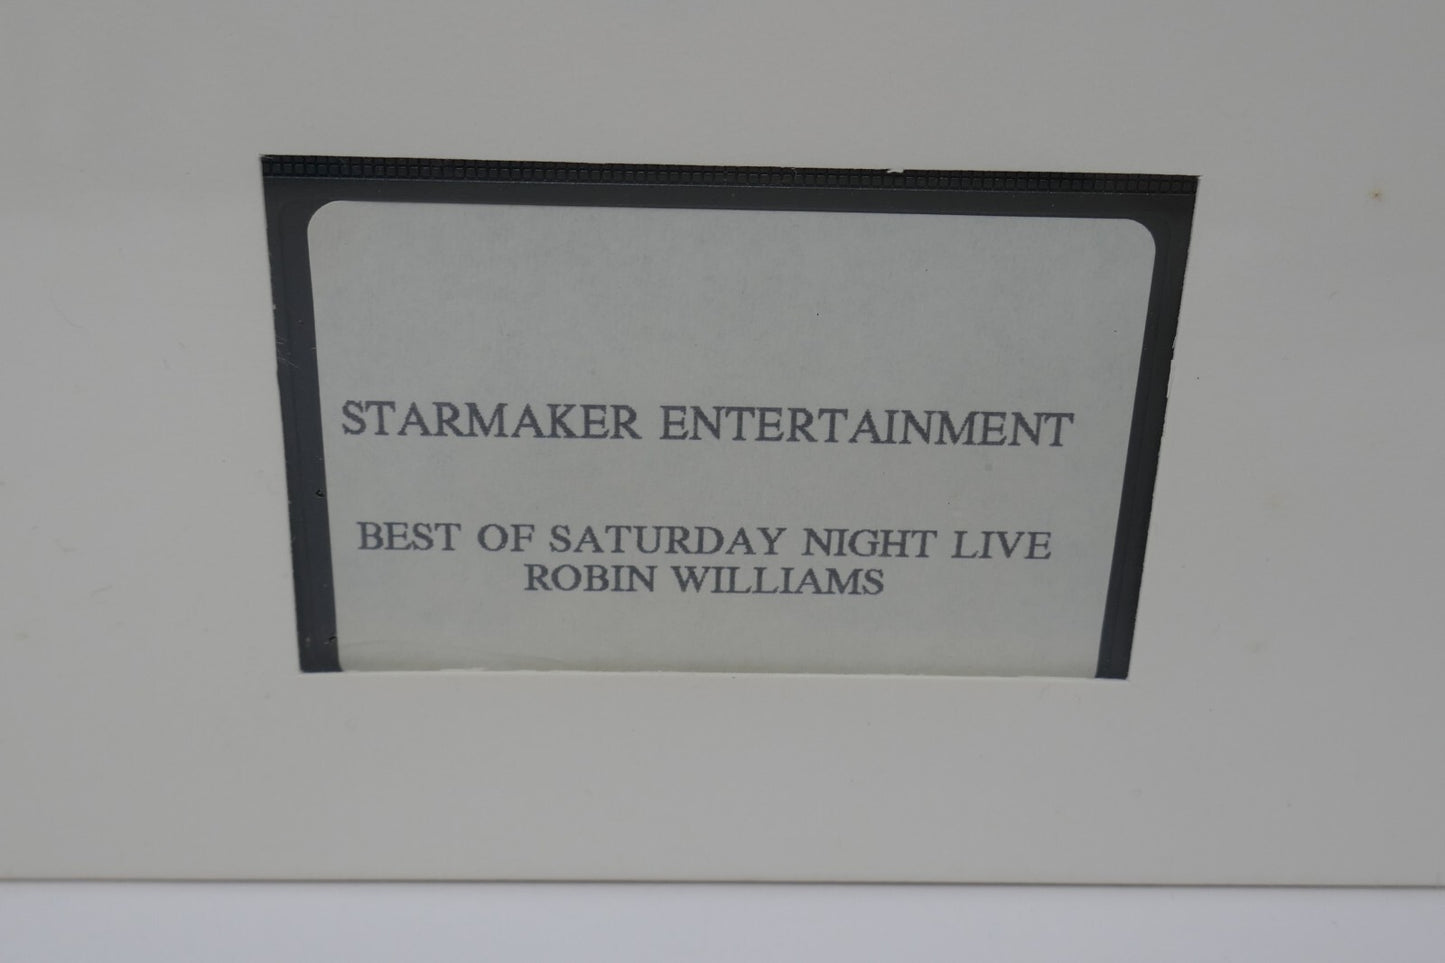 STARMAKER ENTERTAINMENT
BEST OF SATURDAY NIGHT LIVE
ROBIN WILLIAMS